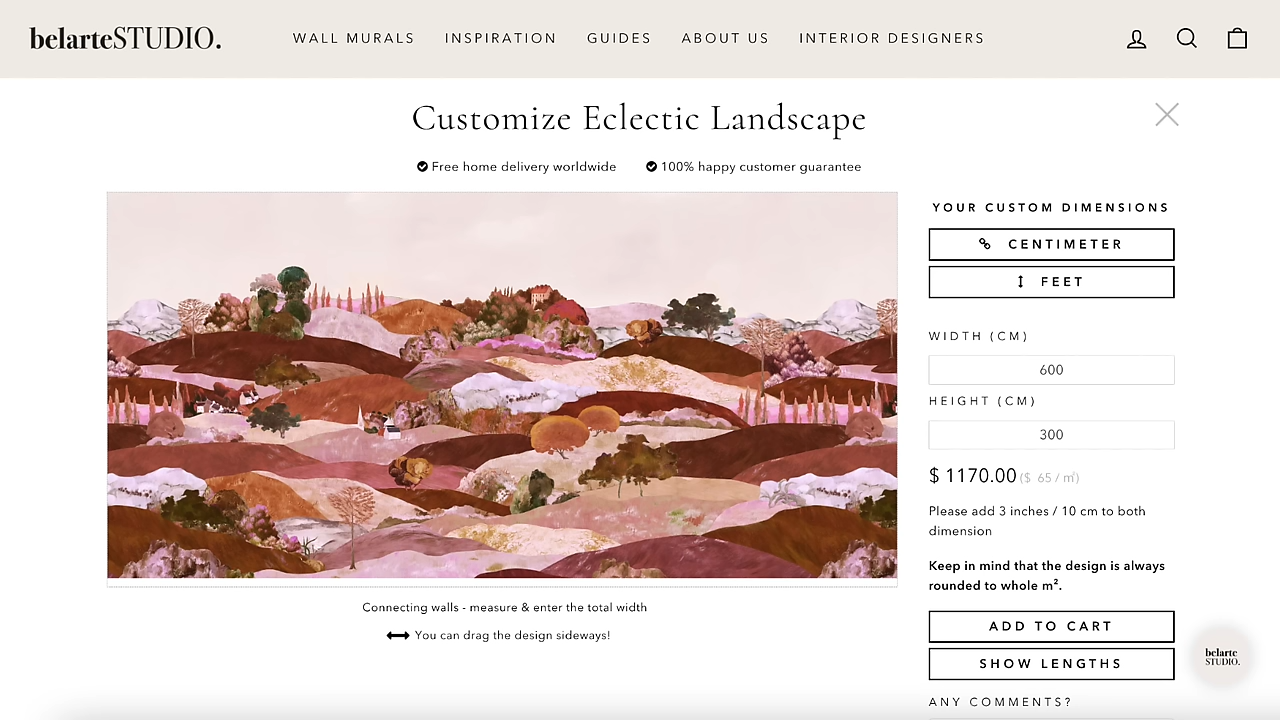 belarteSTUDIO.
WALL MURALS
INSPIRATION
GUIDES
ABOUT US
INTERIOR DESIGNERS
Customize Eclectic Landscape
Free home delivery worldwide
100% happy customer guarantee
YOUR CUSTOM DIMENSIONS
CENTIMETER
FEET
WIDTH (CM)
600
HEIGHT (CM)
300
$ 1170.00 ($ 65 / ㎡)
Please add 3 inches / 10 cm to both
dimension
Keep in mind that the design is always
rounded to whole m².
ADD TO CART
SHOW LENGTHS
ANY COMMENTS?
Connecting walls - measure & enter the total width
You can drag the design sideways!
belarte
STUDIO.